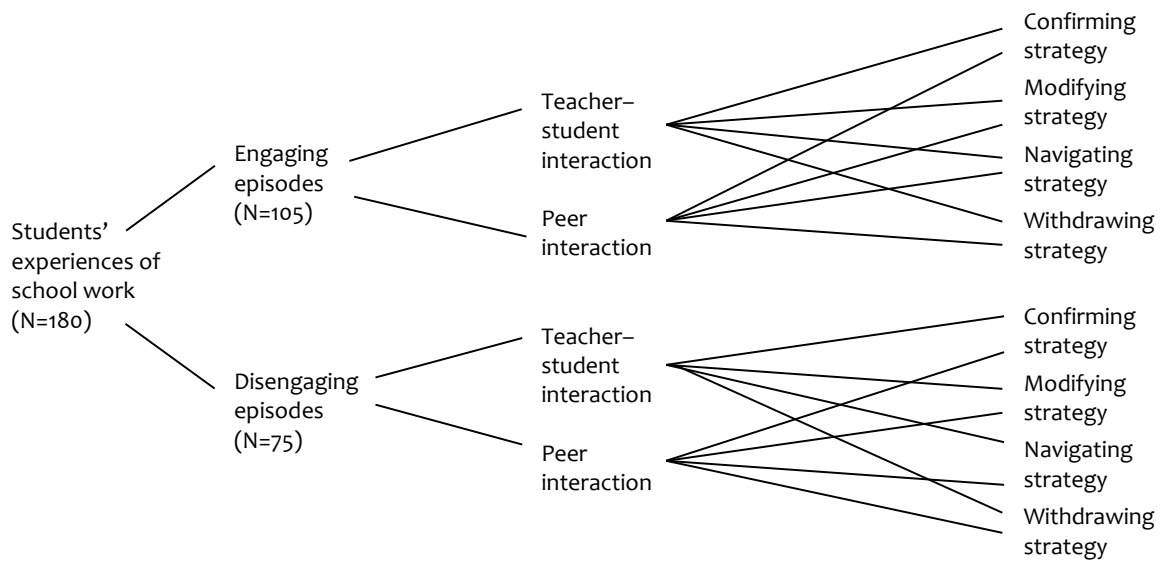 Students’
experiences of
school work
(N=180)
Engaging
episodes
(N=105)
Disengaging
episodes
(N=75)
Teacher–
student
interaction
Peer
interaction
Teacher–
student
interaction
Peer
interaction
Confirming
strategy
Modifying
strategy
Navigating
strategy
Withdrawing
strategy
Confirming
strategy
Modifying
strategy
Navigating
strategy
Withdrawing
strategy